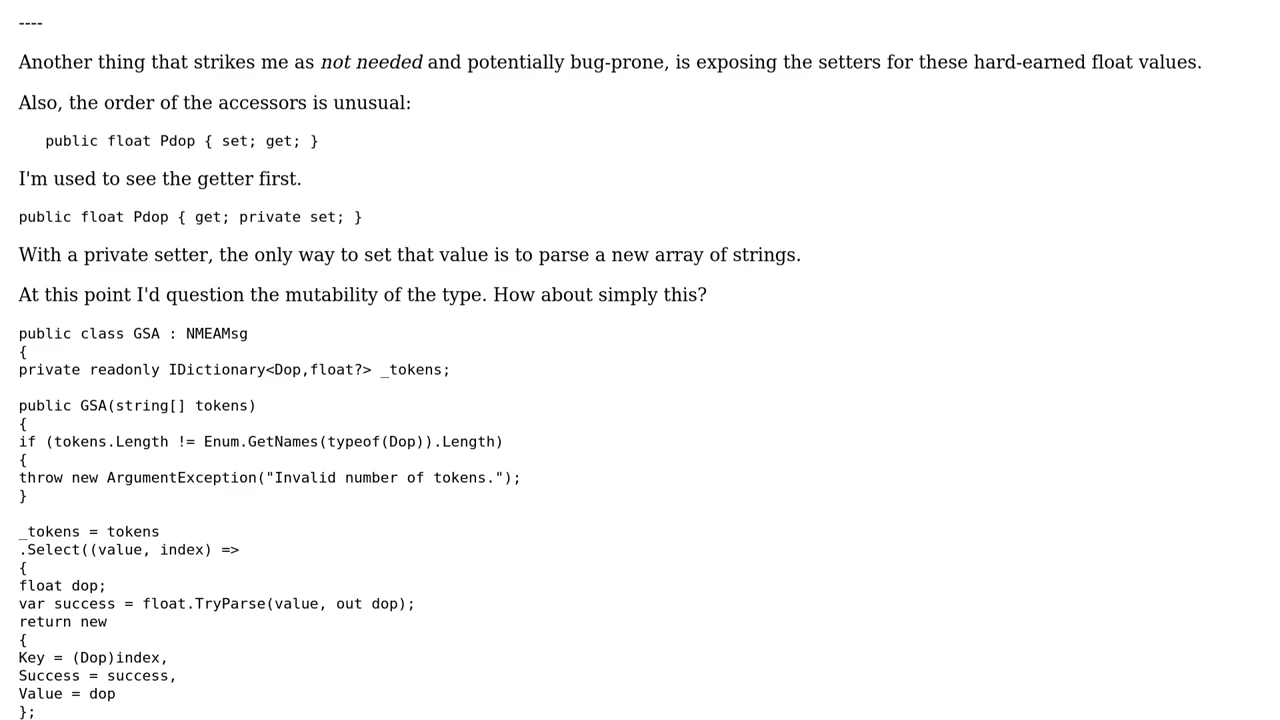 ----
Another thing that strikes me as not needed and potentially bug-prone, is exposing the setters for these hard-earned float values.
Also, the order of the accessors is unusual:
public float Pdop { set; get; }
I'm used to see the getter first.
public float Pdop { get; private set; }
With a private setter, the only way to set that value is to parse a new array of strings.
At this point I'd question the mutability of the type. How about simply this?
public class GSA : NMEAMsg
{
private readonly IDictionary<Dop,float?> _tokens;
public GSA(string[] tokens)
{
if (tokens.Length != Enum.GetNames(typeof(Dop)).Length)
{
throw new ArgumentException("Invalid number of tokens.");
}
_tokens = tokens
.Select((value, index) =>
{
float dop;
var success = float.TryParse(value, out dop);
return new
{
Key = (Dop)index,
Success = success,
Value = dop
};